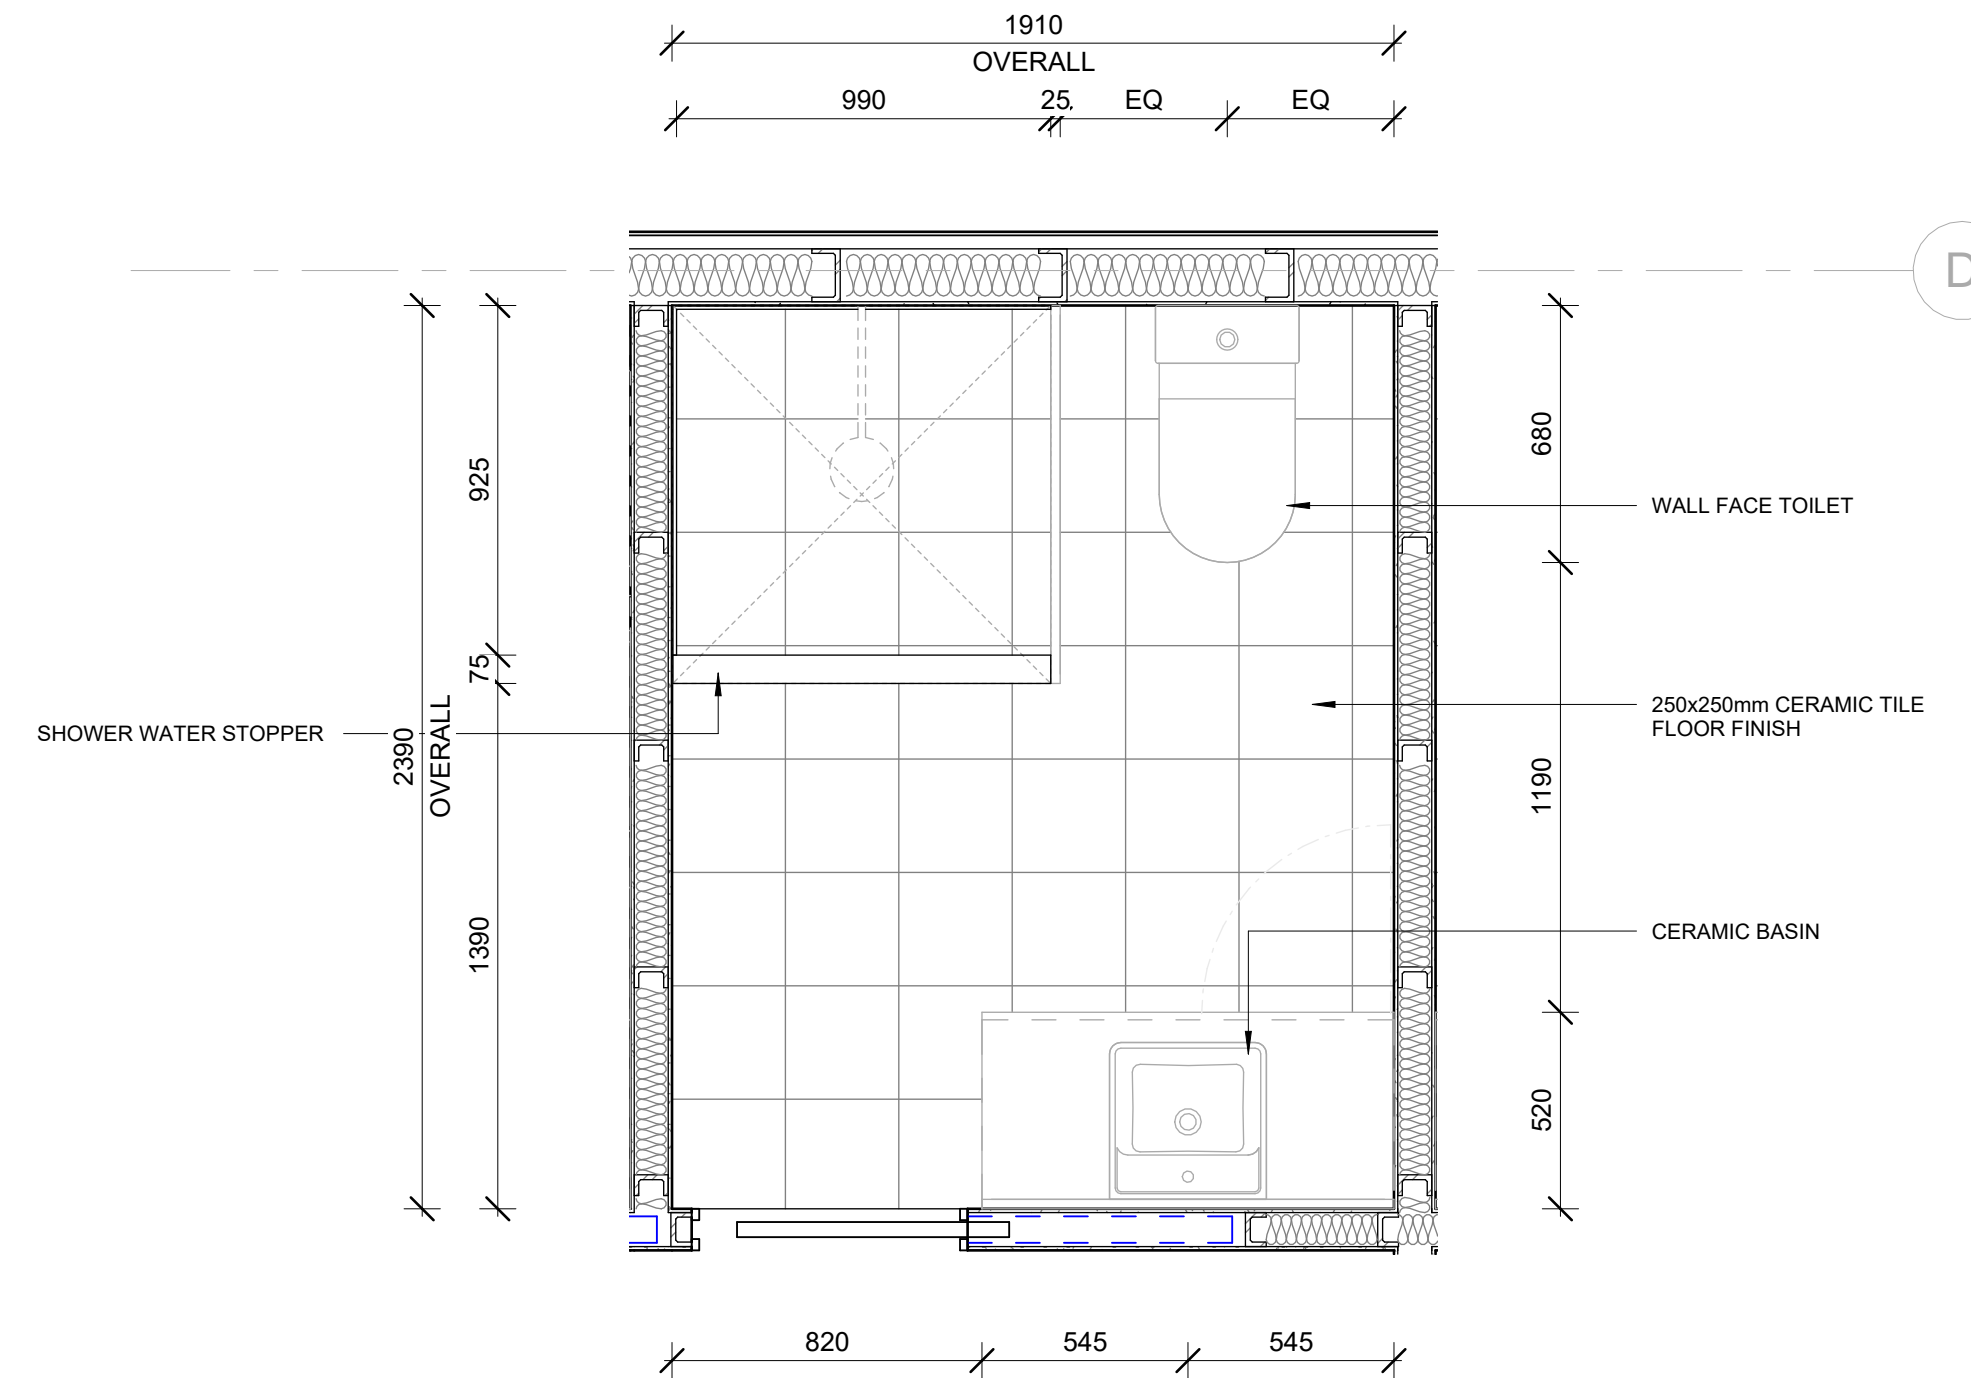 1910
OVERALL
990
25
EQ
EQ
D
925
680
WALL FACE TOILET
75
250x250mm CERAMIC TILE
FLOOR FINISH
SHOWER WATER STOPPER
2390
OVERALL
1190
1390
CERAMIC BASIN
520
820
545
545